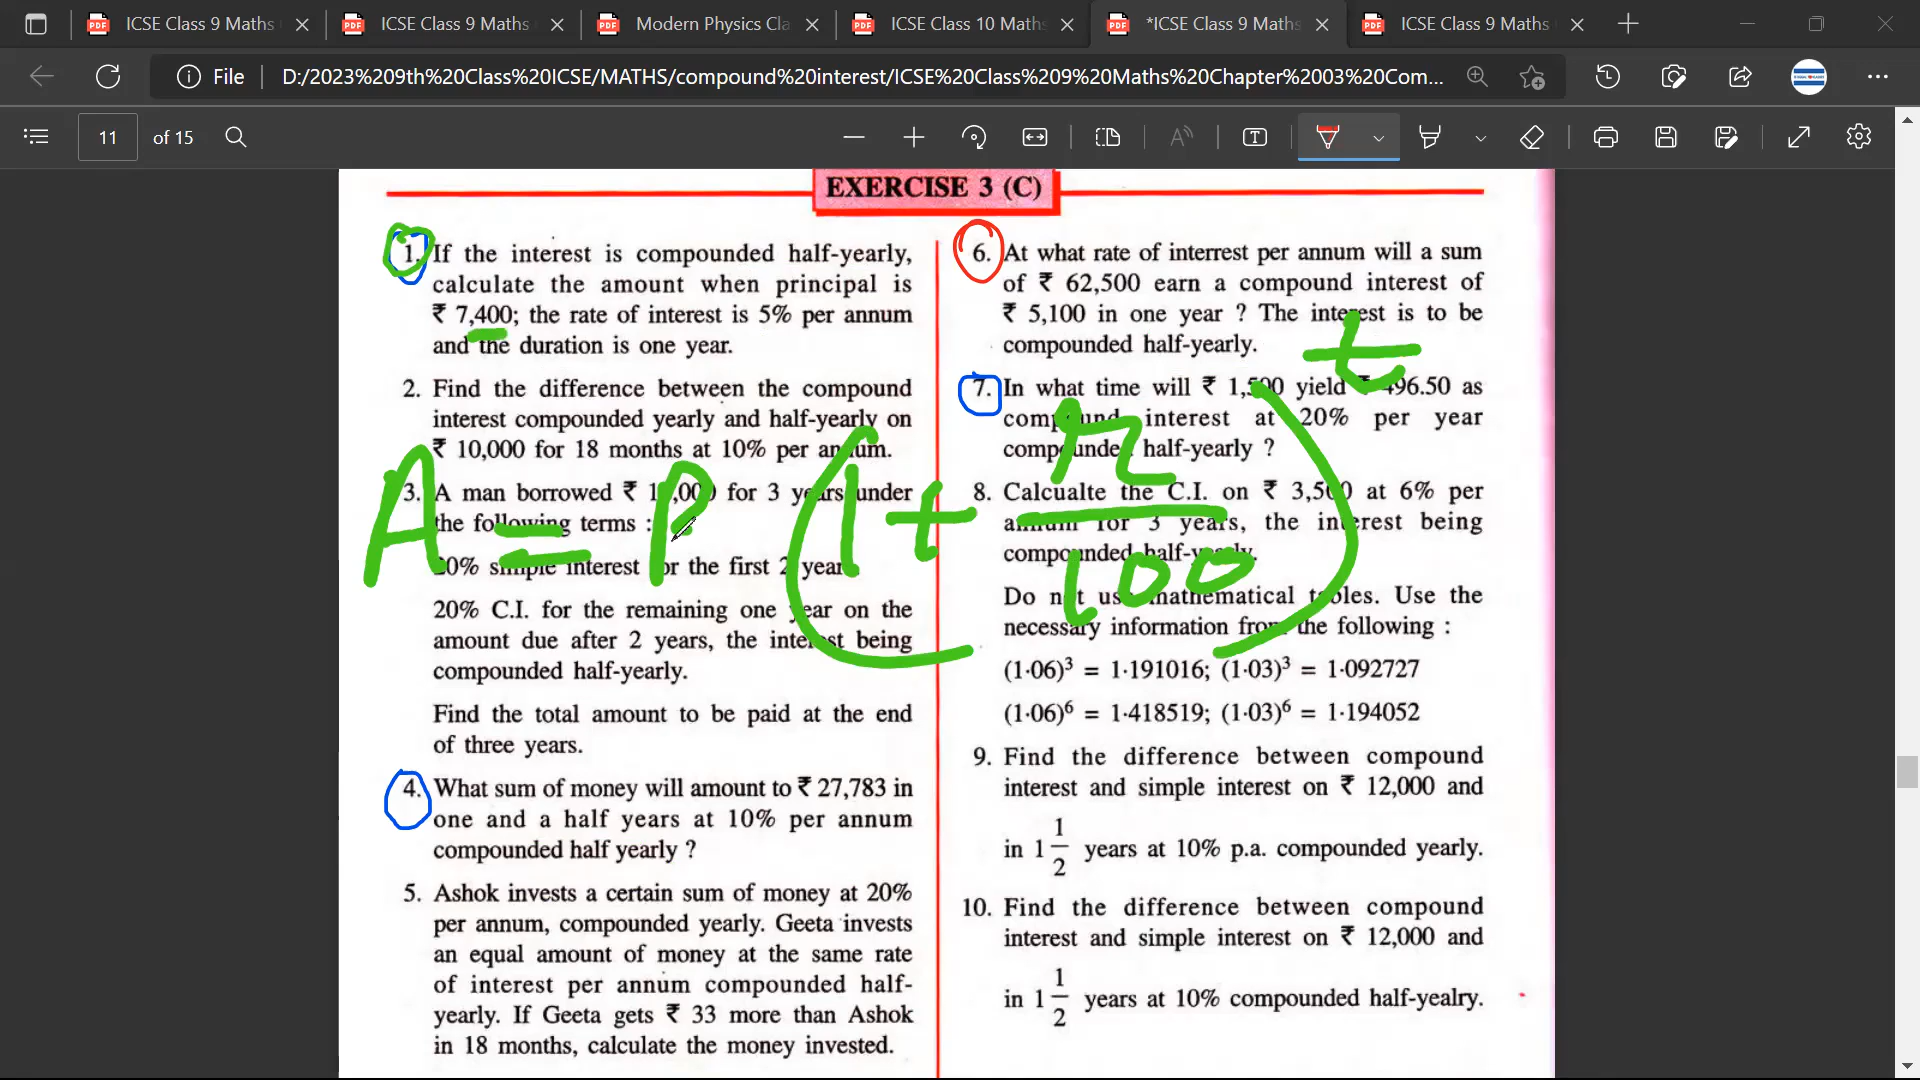 ICSE Class 9 Maths
ICSE Class 9 Maths
Modern Physics Cla
ICSE Class 10 Maths
*ICSE Class 9 Maths
ICSE Class 9 Maths
File
D:/2023%209th%20Class%20ICSE/MATHS/compound%20interest/ICSE%20Class%209%20Maths%20Chapter%2003%20Com...
11 of 15
EXERCISE 3 (C)
1. If the interest is compounded half-yearly,
calculate the amount when principal is
₹ 7,400; the rate of interest is 5% per annum
and the duration is one year.
2. Find the difference between the compound
interest compounded yearly and half-yearly on
₹ 10,000 for 18 months at 10% per annum.
3. A man borrowed ₹ for 3 years under
the following terms :
20% simple interest for the first 2 years.
20% C.I. for the remaining one year on the
amount due after 2 years, the interest being
compounded half-yearly.
Find the total amount to be paid at the end
of three years.
4. What sum of money will amount to ₹ 27,783 in
one and a half years at 10% per annum
compounded half yearly ?
5. Ashok invests a certain sum of money at 20%
per annum, compounded yearly. Geeta invests
an equal amount of money at the same rate
of interest per annum compounded half-
yearly. If Geeta gets ₹ 33 more than Ashok
in 18 months, calculate the money invested.
6. At what rate of interrest per annum will a sum
of ₹ 62,500 earn a compound interest of
₹ 5,100 in one year ? The interest is to be
compounded half-yearly.
7. In what time will ₹ 1,500 yield ₹ 496.50 as
compound interest at 20% per year
compounded half-yearly ?
8. Calcualte the C.I. on ₹ 3,500 at 6% per
annum for 3 years, the interest being
compounded half-yearly.
Do not use mathematical tables. Use the
necessary information from the following :
(1·06)³ = 1·191016; (1·03)³ = 1·092727
(1·06)⁶ = 1·418519; (1·03)⁶ = 1·194052
9. Find the difference between compound
interest and simple interest on ₹ 12,000 and
in 1 1/2 years at 10% p.a. compounded yearly.
10. Find the difference between compound
interest and simple interest on ₹ 12,000 and
in 1 1/2 years at 10% compounded half-yealry.
A = P (1 + r/100)^t